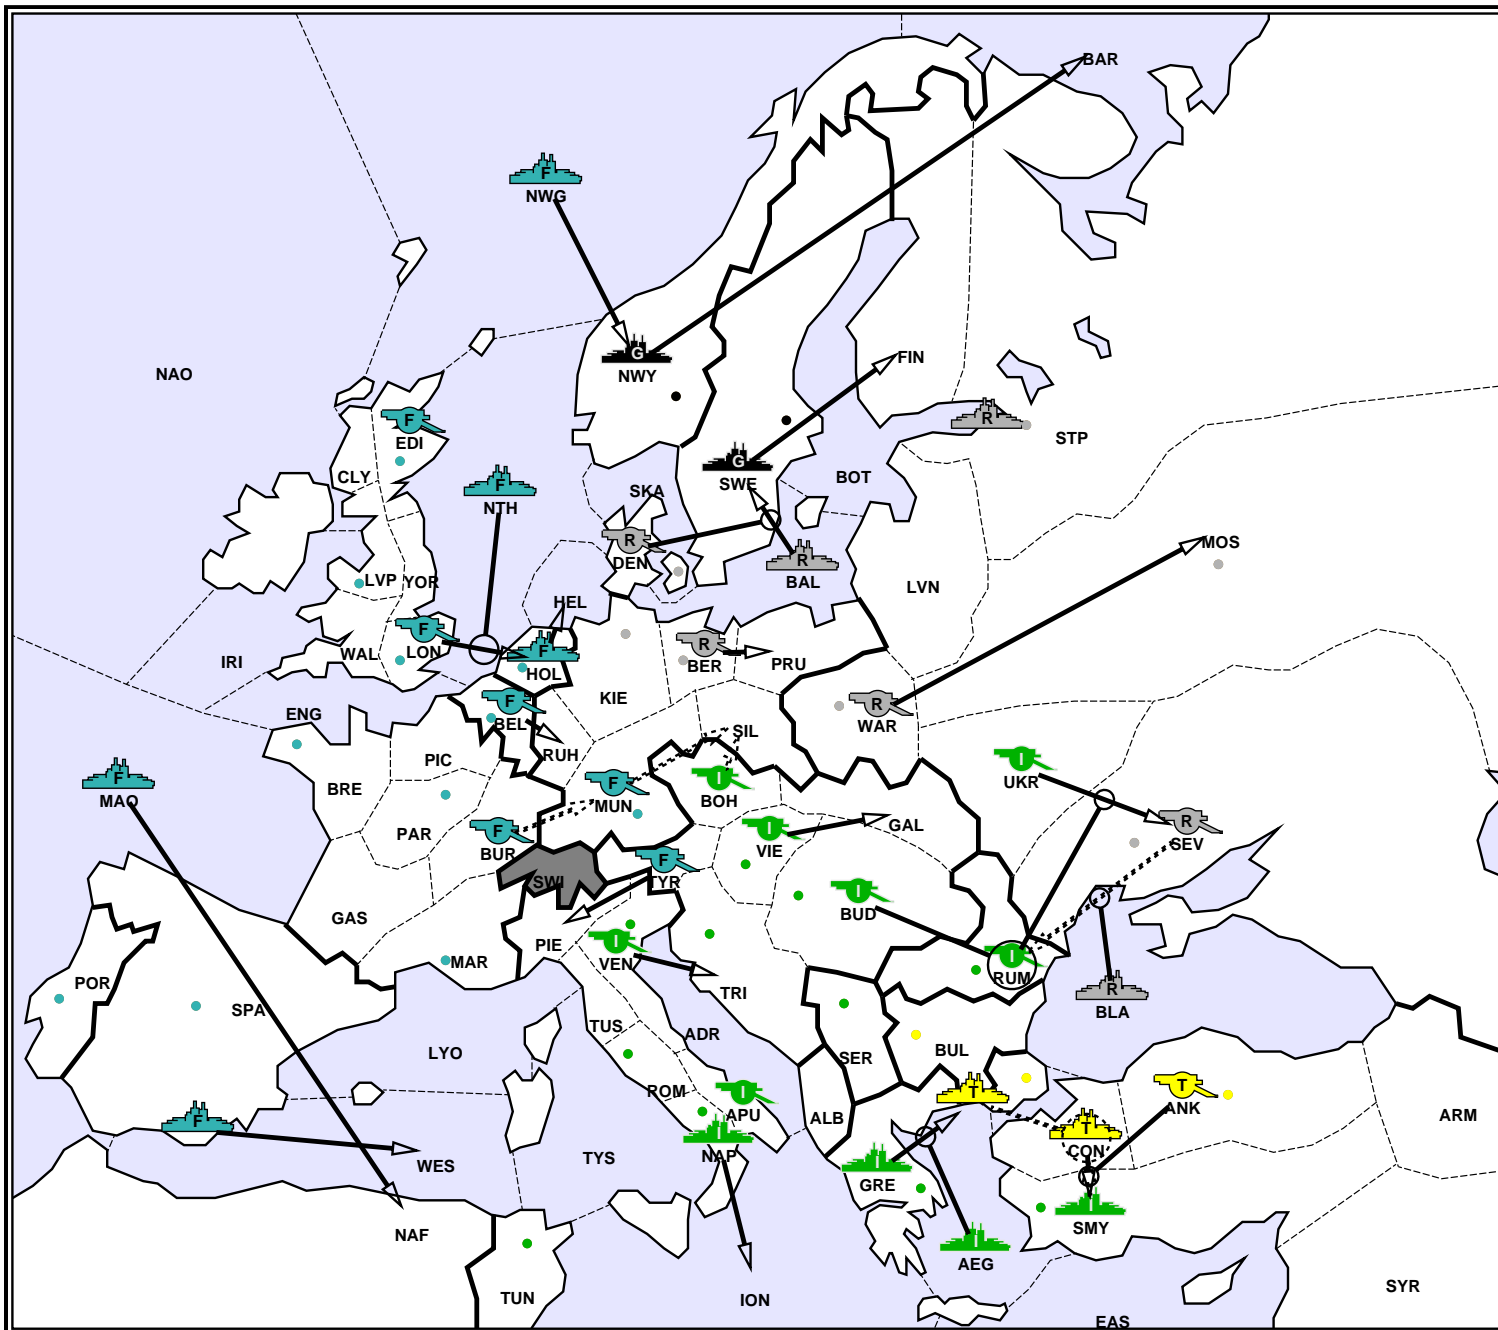 BAR
F
NWG
G
NWY
FIN
NAO
F
EDI
R
STP
CLY
G
SWE
BOT
F
NTH
SKA
R
DEN
R
BAL
MOS
LVP
YOR
LVN
HEL
F
LON
WAL
IRI
F
HOL
R
BER
PRU
KIE
F
BEL
R
WAR
ENG
RUH
SIL
PIC
I
UKR
F
MAO
BRE
F
MUN
I
BOH
PAR
F
BUR
I
VIE
GAL
R
SEV
F
TYR
SWI
I
BUD
GAS
PIE
I
VEN
I
RUM
MAR
POR
SPA
TRI
R
BLA
TUS
ADR
LYO
SER
BUL
ROM
I
APU
T
T
ANK
ALB
ARM
F
I
NAP
T
CON
WES
TYS
I
GRE
I
SMY
NAF
I
AEG
TUN
ION
SYR
EAS